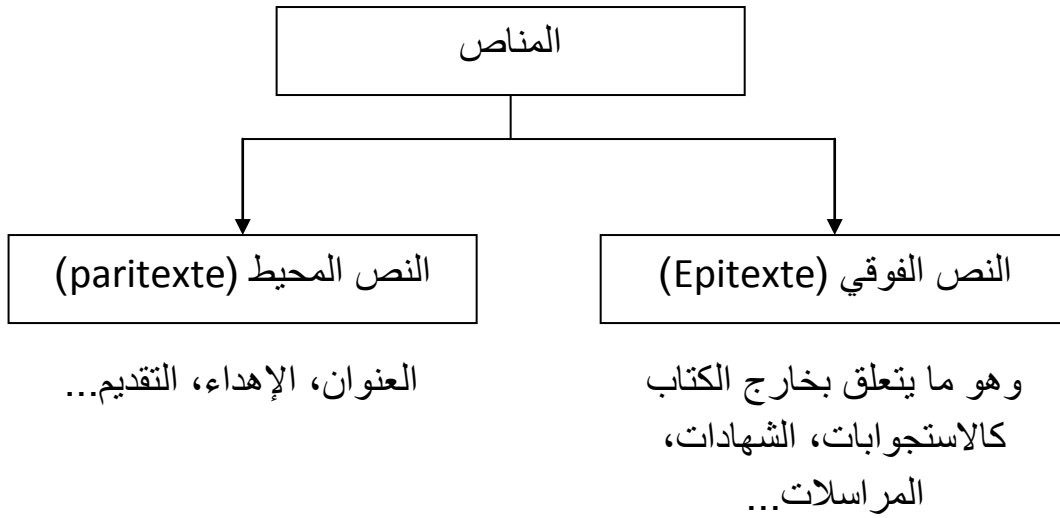 المناص
النص الفوقي (Epitexte)
النص المحيط (paritexte)
وهو ما يتعلق بخارج الكتاب
كالاستجوابات، الشهادات،
المراسلات...
العنوان، الإهداء، التقديم...